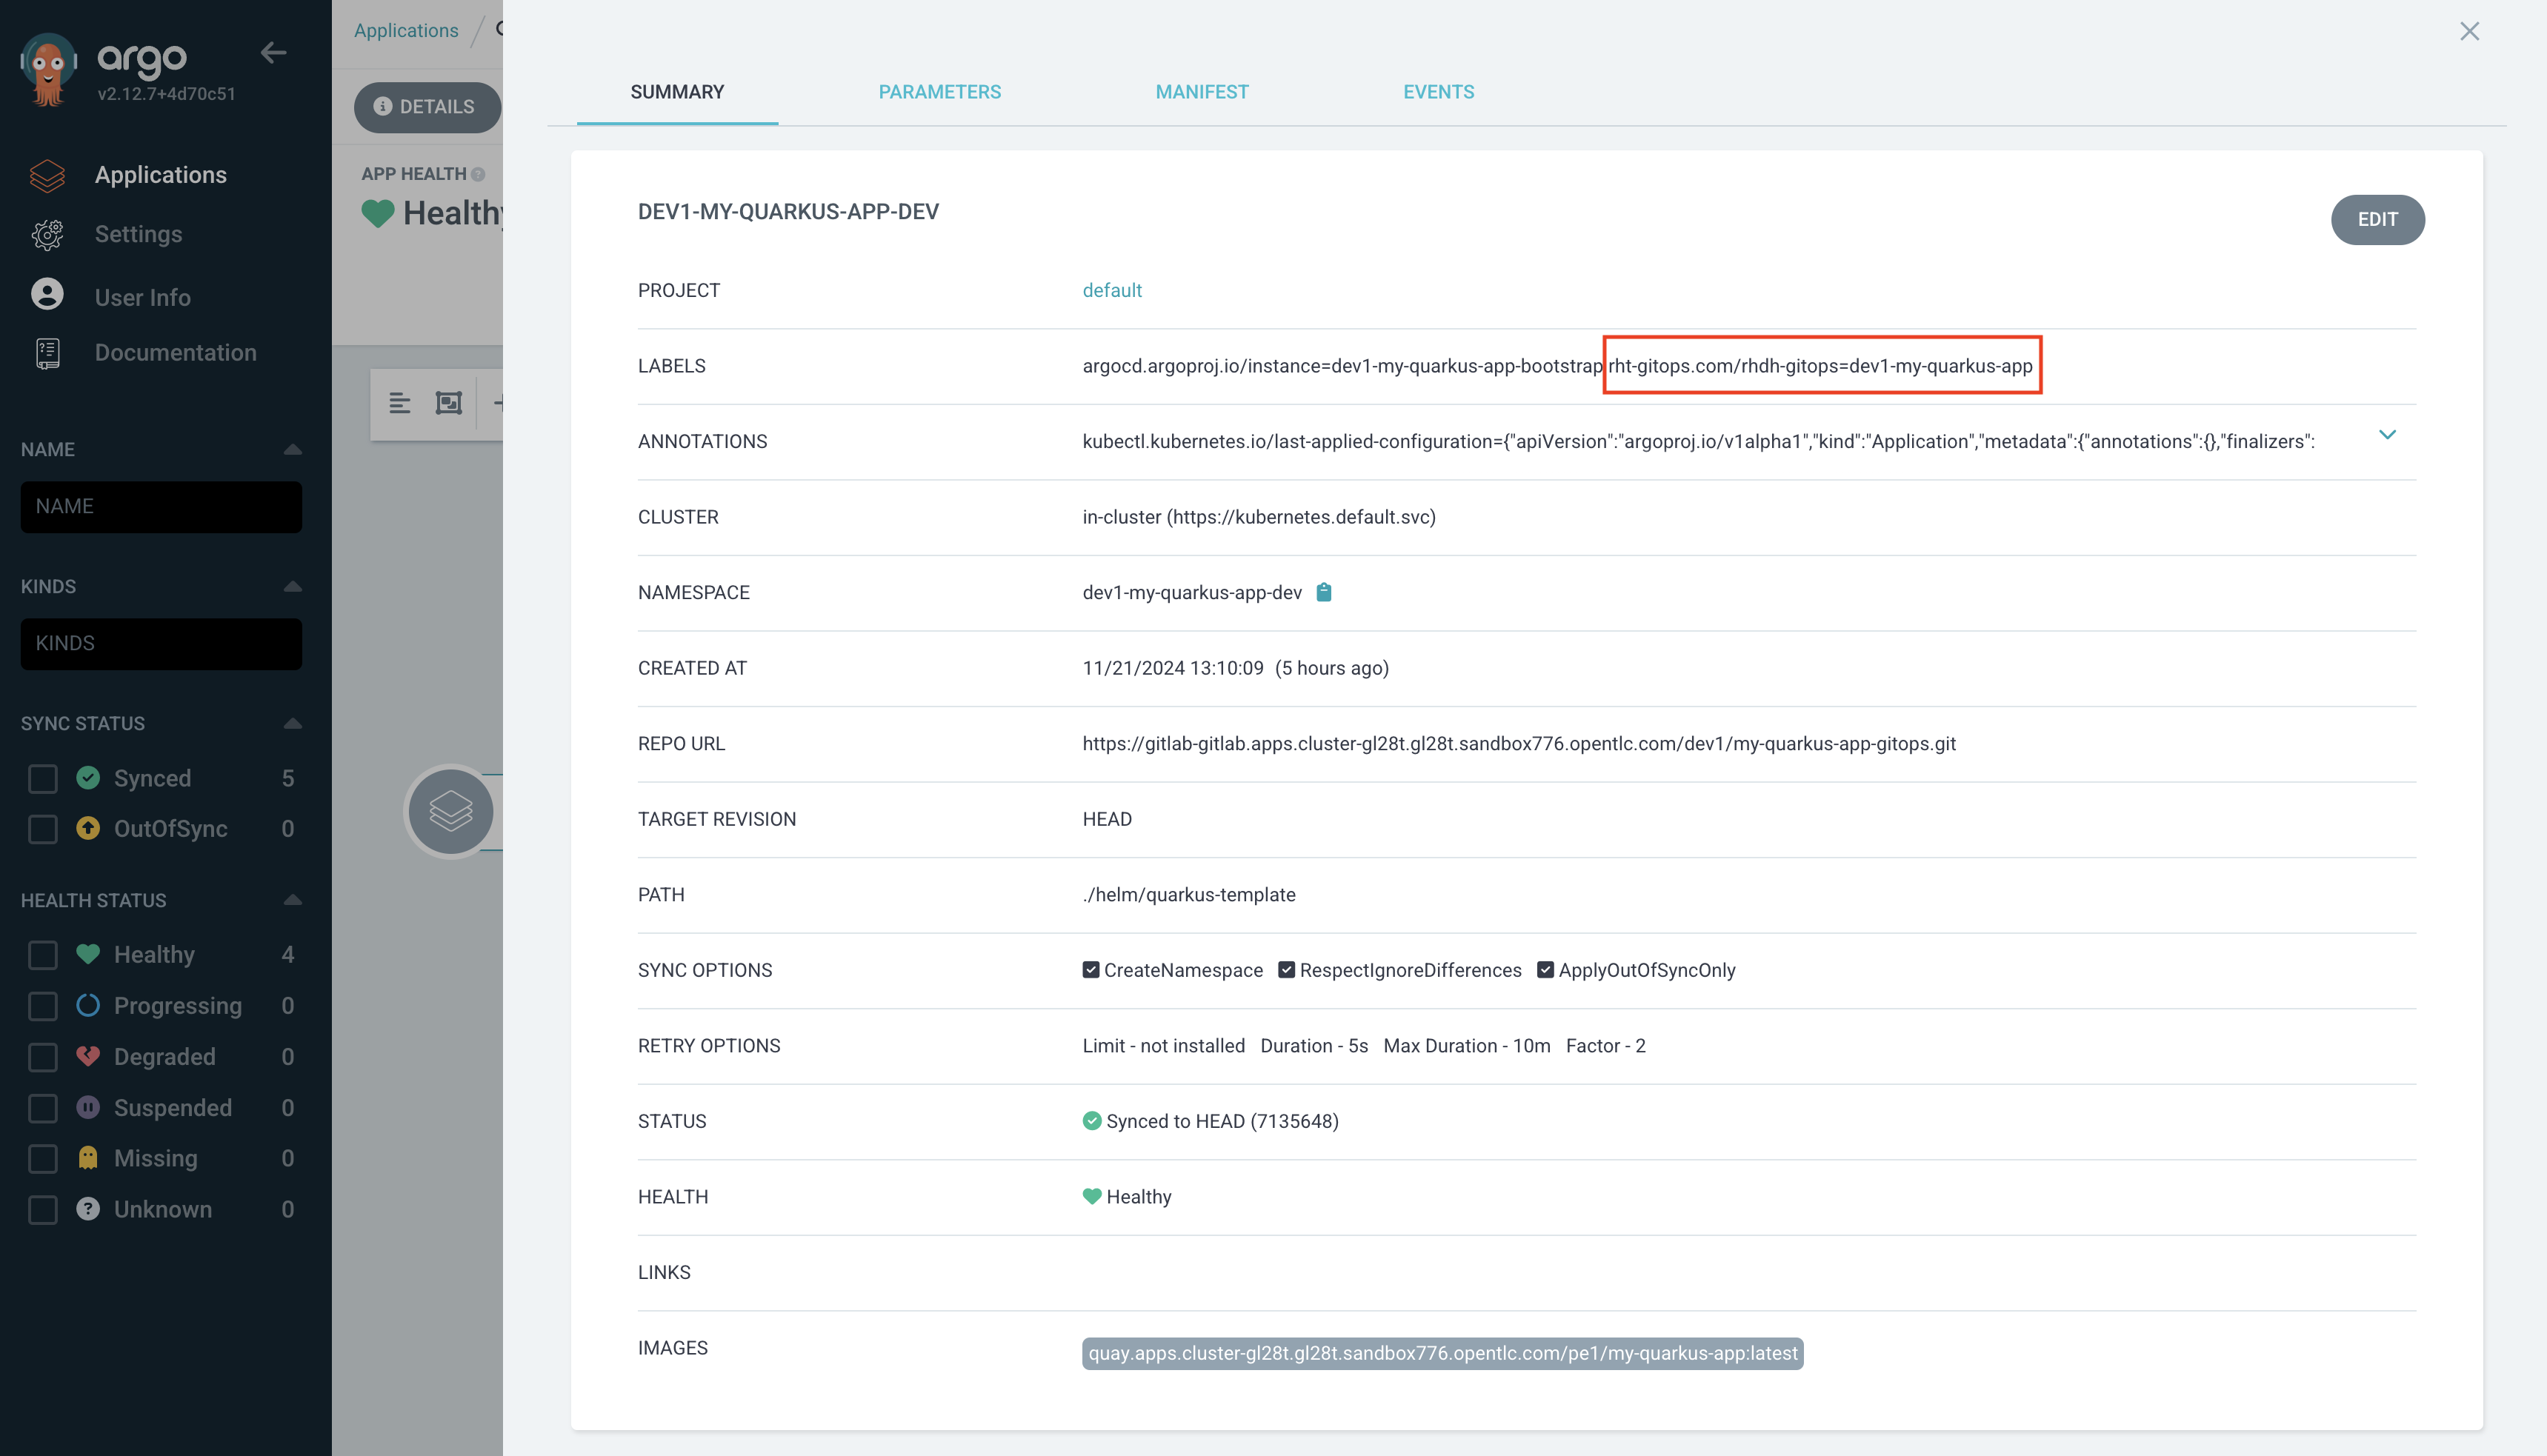 argo
v2.12.7+4d70c51
Applications
Settings
User Info
Documentation
NAME
NAME
KINDS
KINDS
SYNC STATUS
Synced 5
OutOfSync 0
HEALTH STATUS
Healthy 4
Progressing 0
Degraded 0
Suspended 0
Missing 0
Unknown 0
Applications /
DETAILS
APP HEALTH
Healthy
SUMMARY PARAMETERS MANIFEST EVENTS
DEV1-MY-QUARKUS-APP-DEV
EDIT
PROJECT default
LABELS argocd.argoproj.io/instance=dev1-my-quarkus-app-bootstrap rht-gitops.com/rhdh-gitops=dev1-my-quarkus-app
ANNOTATIONS kubectl.kubernetes.io/last-applied-configuration={"apiVersion":"argoproj.io/v1alpha1","kind":"Application","metadata":{"annotations":{},"finalizers":
CLUSTER in-cluster (https://kubernetes.default.svc)
NAMESPACE dev1-my-quarkus-app-dev
CREATED AT 11/21/2024 13:10:09 (5 hours ago)
REPO URL https://gitlab-gitlab.apps.cluster-gl28t.gl28t.sandbox776.opentlc.com/dev1/my-quarkus-app-gitops.git
TARGET REVISION HEAD
PATH ./helm/quarkus-template
SYNC OPTIONS CreateNamespace RespectIgnoreDifferences ApplyOutOfSyncOnly
RETRY OPTIONS Limit - not installed Duration - 5s Max Duration - 10m Factor - 2
STATUS Synced to HEAD (7135648)
HEALTH Healthy
LINKS
IMAGES quay.apps.cluster-gl28t.gl28t.sandbox776.opentlc.com/pe1/my-quarkus-app:latest